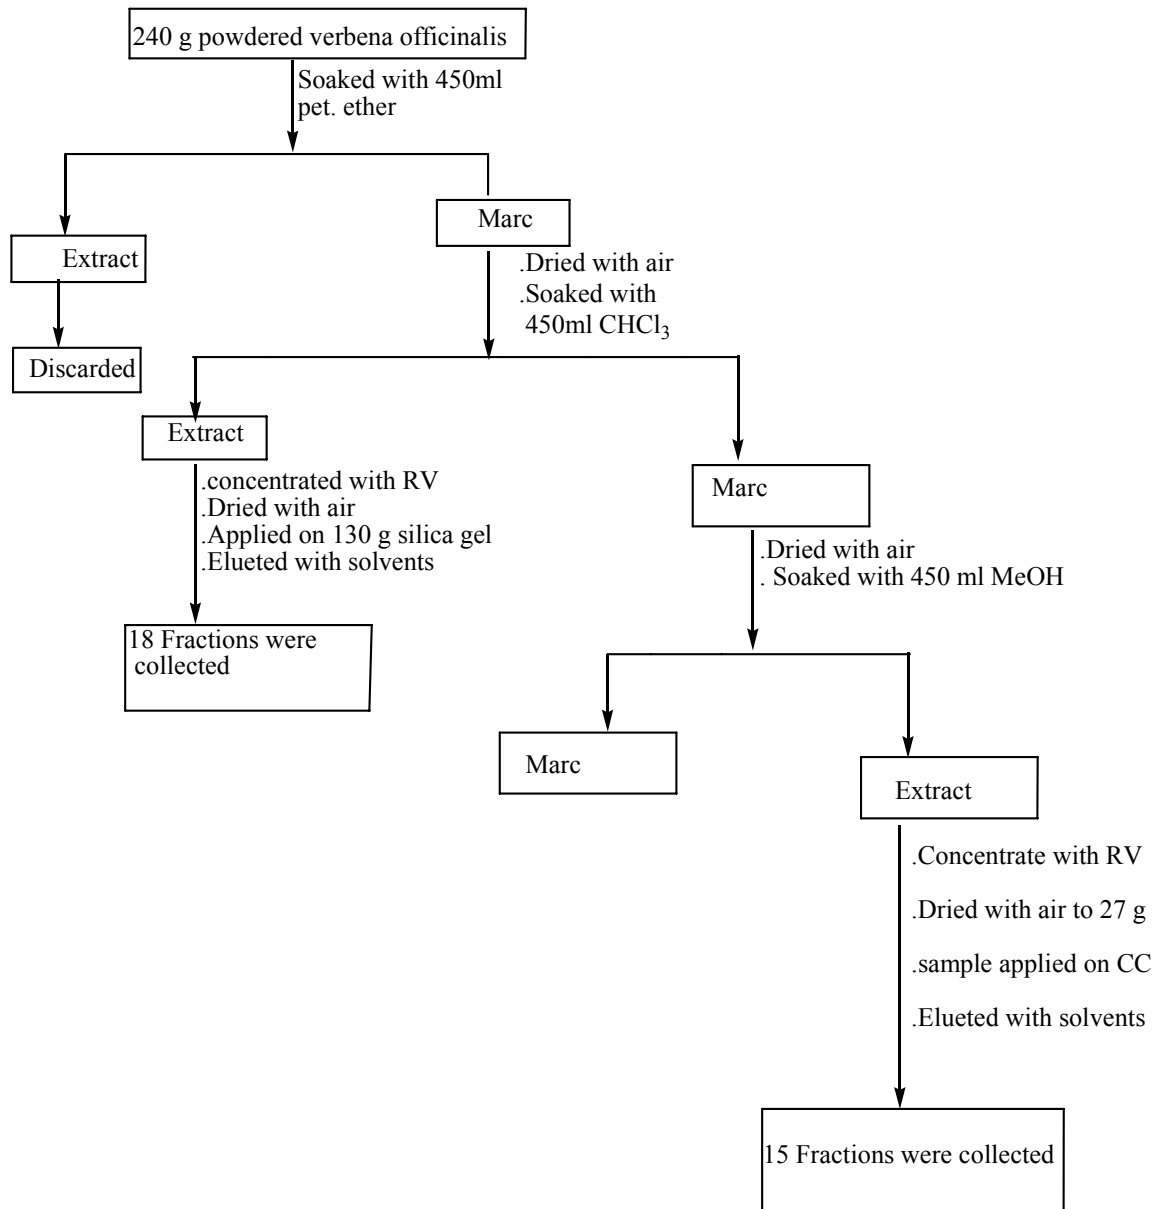 240 g powdered verbena officinalis
Soaked with 450ml
pet. ether
Marc
Extract
.Dried with air
.Soaked with
450ml CHCl₃
Discarded
Extract
.concentrated with RV
.Dried with air
.Applied on 130 g silica gel
.Elueted with solvents
Marc
.Dried with air
. Soaked with 450 ml MeOH
18 Fractions were
collected
Marc
Extract
.Concentrate with RV
.Dried with air to 27 g
.sample applied on CC
.Elueted with solvents
15 Fractions were collected